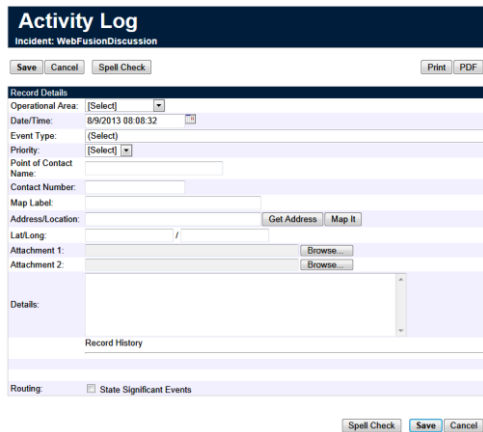 Activity Log
Incident: WebFusionDiscussion
Save Cancel Spell Check Print PDF
Record Details
Operational Area: [Select]
Date/Time: 8/9/2013 08:08:32
Event Type: (Select)
Priority: [Select]
Point of Contact
Name:
Contact Number:
Map Label:
Address/Location: Get Address Map It
Lat/Long: /
Attachment 1: Browse...
Attachment 2: Browse...
Details:
Record History
Routing: State Significant Events
Spell Check Save Cancel